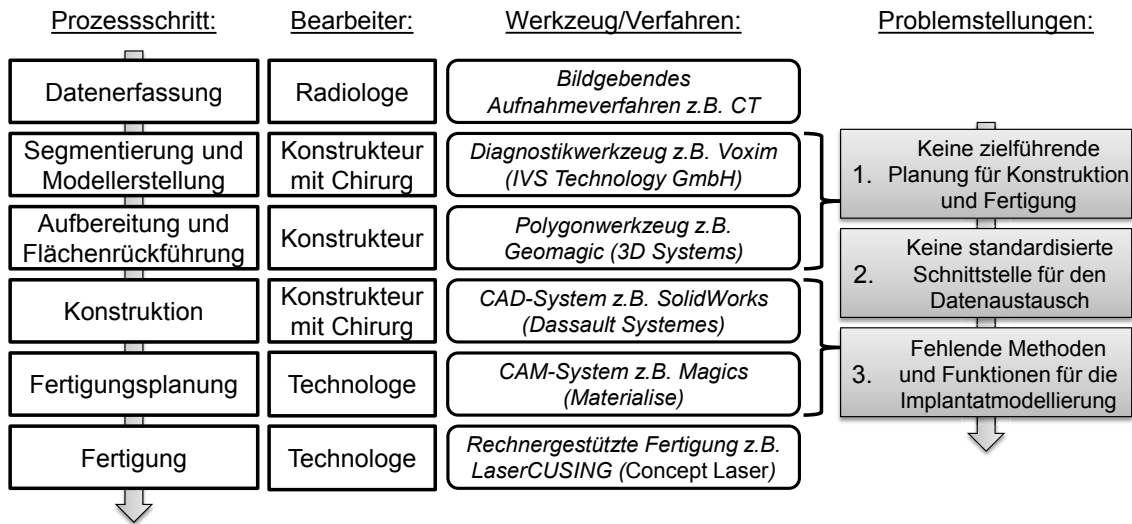 Prozessschritt:
Bearbeiter:
Werkzeug/Verfahren:
Problemstellungen:
Datenerfassung
Radiologe
Bildgebendes
Aufnahmeverfahren z.B. CT
Segmentierung und
Modellerstellung
Konstrukteur
mit Chirurg
Diagnostikwerkzeug z.B. Voxim
(IVS Technology GmbH)
Aufbereitung und
Flächenrückführung
Konstrukteur
Polygonwerkzeug z.B.
Geomagic (3D Systems)
Konstruktion
Konstrukteur
mit Chirurg
CAD-System z.B. SolidWorks
(Dassault Systemes)
Fertigungsplanung
Technologe
CAM-System z.B. Magics
(Materialise)
Fertigung
Technologe
Rechnergestützte Fertigung z.B.
LaserCUSING (Concept Laser)
Keine zielführende
1. Planung für Konstruktion
und Fertigung
Keine standardisierte
2. Schnittstelle für den
Datenaustausch
Fehlende Methoden
3. und Funktionen für die
Implantatmodellierung